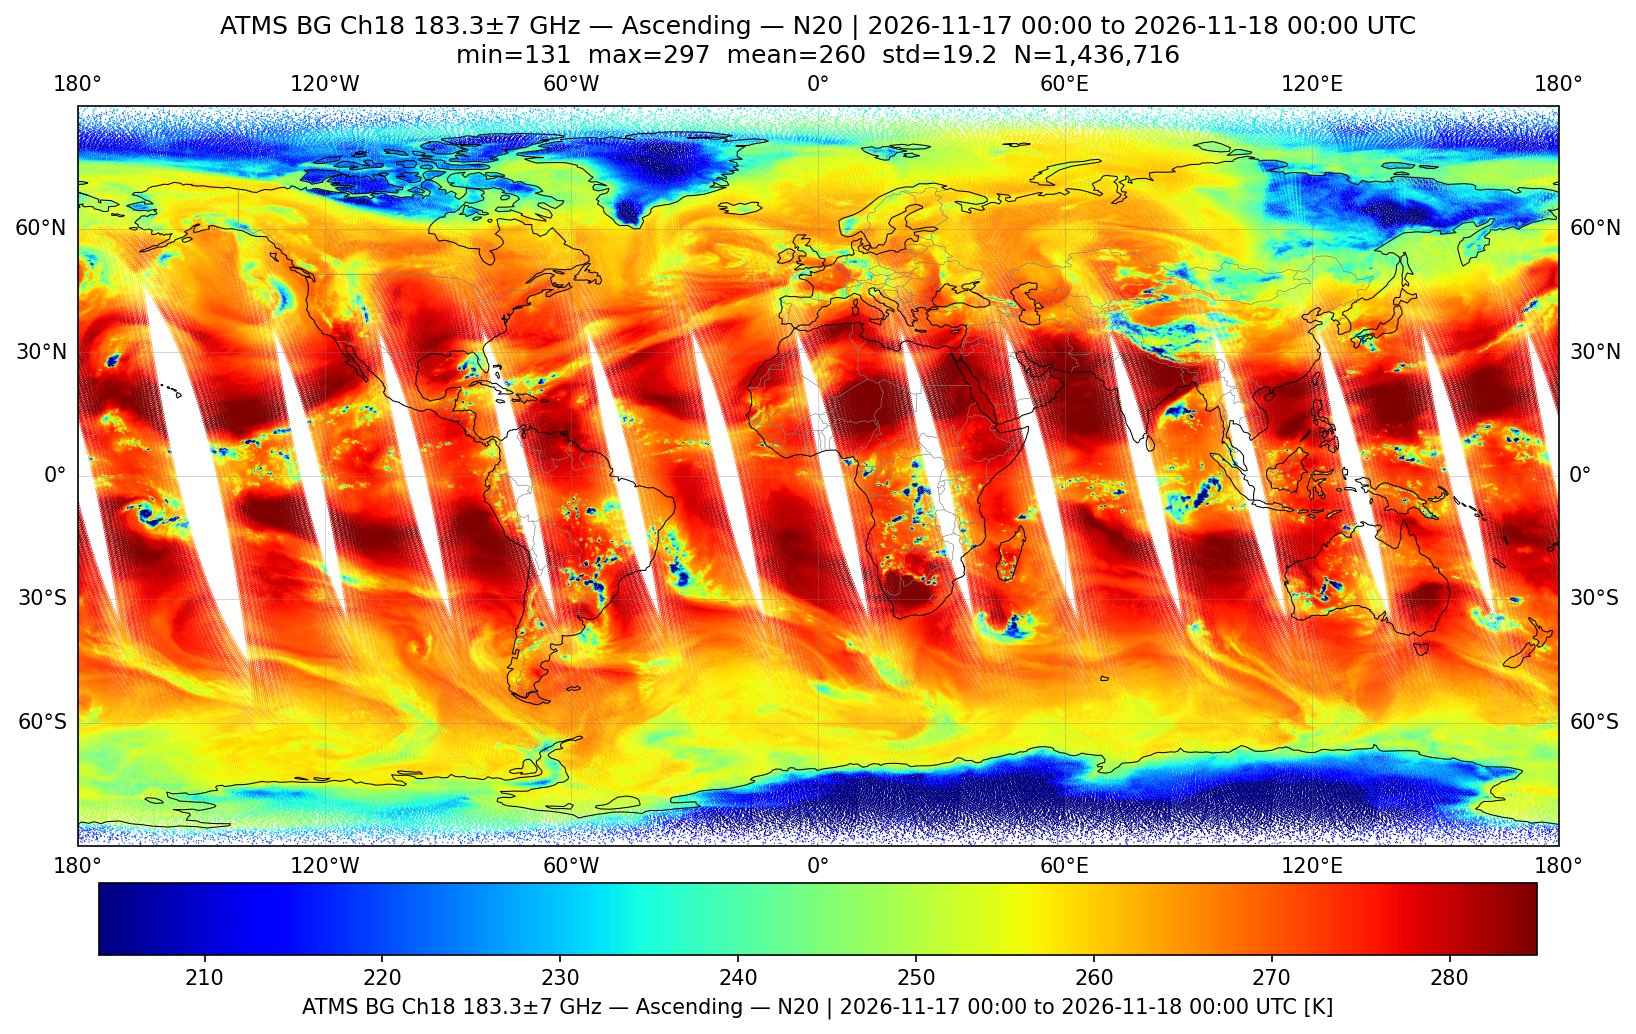 ATMS BG Ch18 183.3±7 GHz — Ascending — N20 | 2026-11-17 00:00 to 2026-11-18 00:00 UTC
min=131 max=297 mean=260 std=19.2 N=1,436,716
180° 120°W 60°W 0° 60°E 120°E 180°
60°N 60°N
30°N 30°N
0° 0°
30°S 30°S
60°S 60°S
180° 120°W 60°W 0° 60°E 120°E 180°
210 220 230 240 250 260 270 280
ATMS BG Ch18 183.3±7 GHz — Ascending — N20 | 2026-11-17 00:00 to 2026-11-18 00:00 UTC [K]